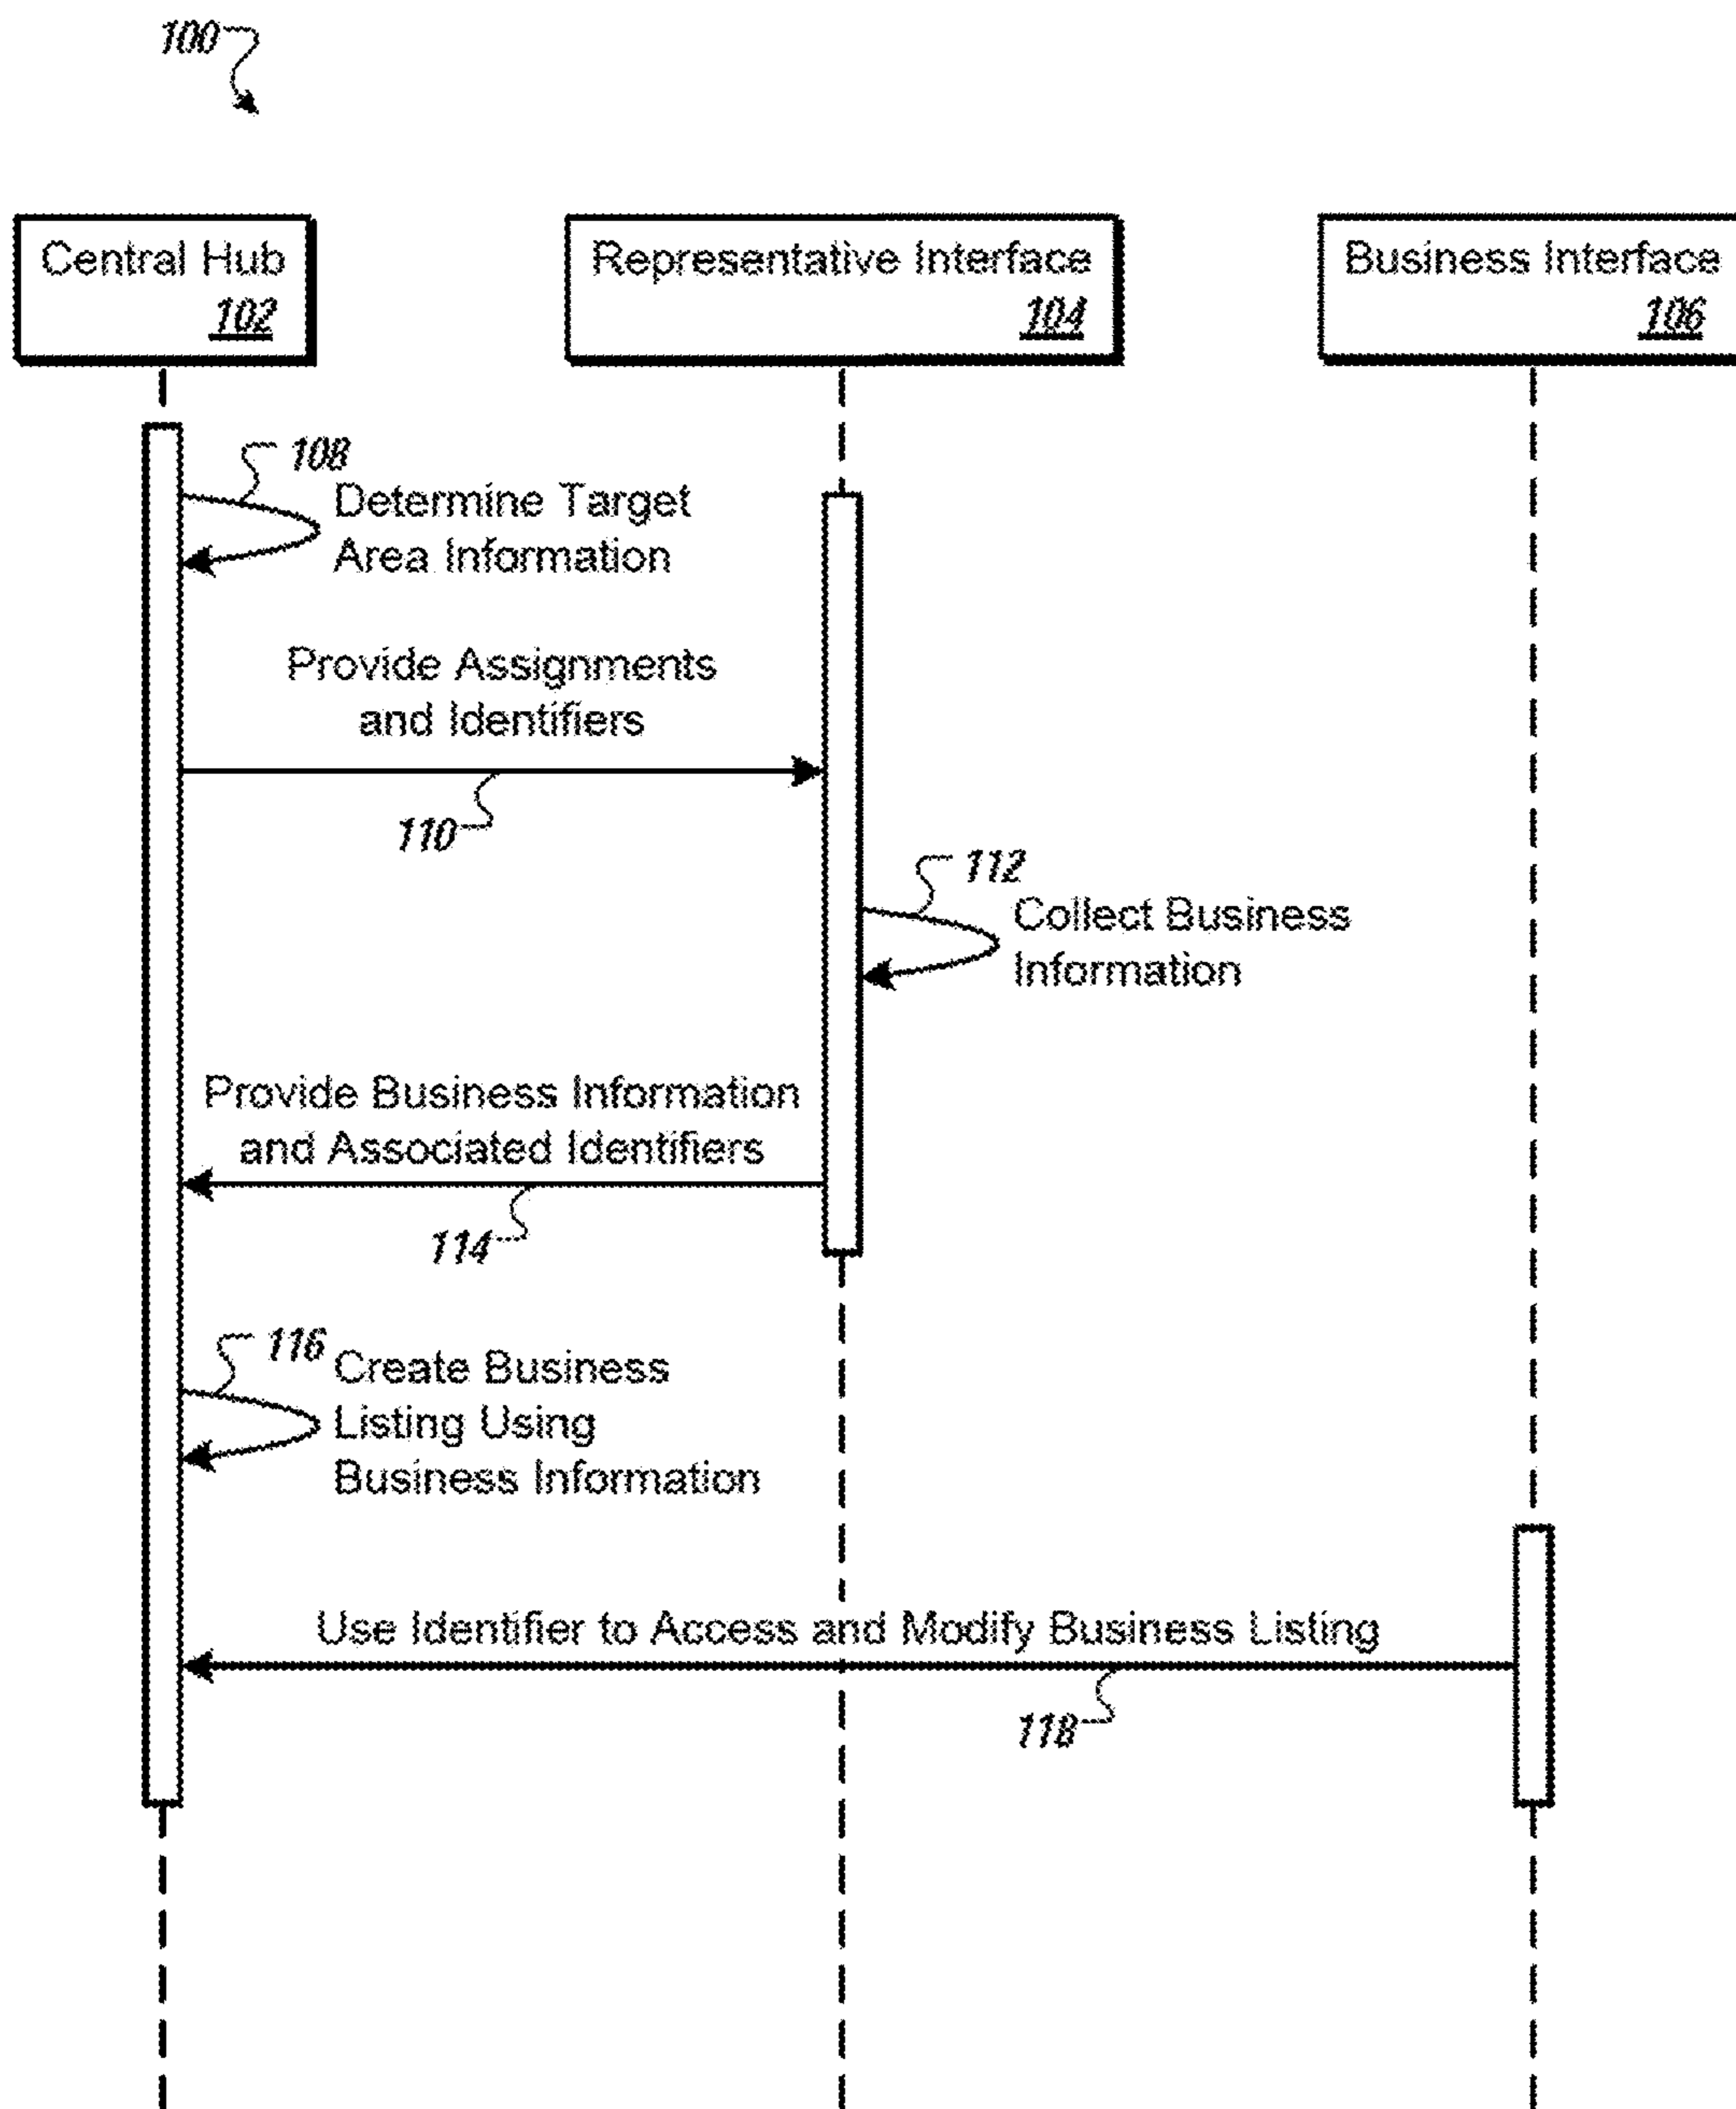 100
Central Hub
102
Representative Interface
104
Business Interface
106
108
Determine Target
Area Information
Provide Assignments
and Identifiers
110
112
Collect Business
Information
Provide Business Information
and Associated Identifiers
114
116
Create Business
Listing Using
Business Information
Use Identifier to Access and Modify Business Listing
118